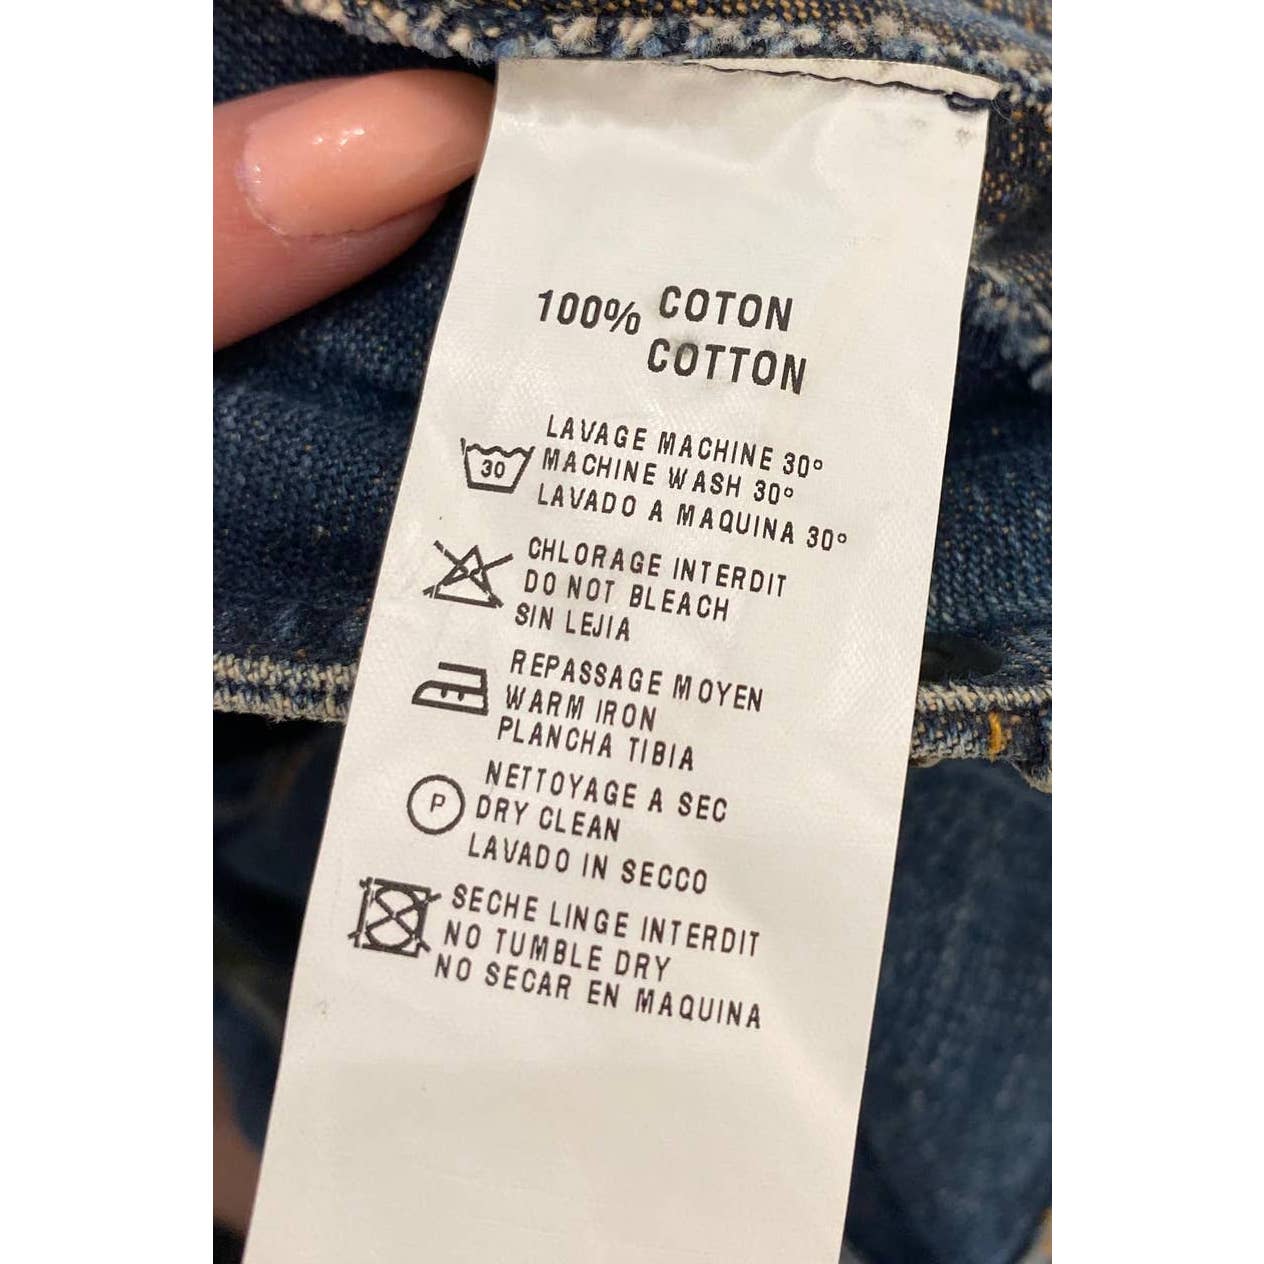 100% COTON
COTTON
LAVAGE MACHINE 30°
30 MACHINE WASH 30°
LAVADO A MAQUINA 30°
CHLORAGE INTERDIT
DO NOT BLEACH
SIN LEJIA
REPASSAGE MOYEN
WARM IRON
PLANCHA TIBIA
NETTOYAGE A SEC
P DRY CLEAN
LAVADO IN SECCO
SECHE LINGE INTERDIT
NO TUMBLE DRY
NO SECAR EN MAQUINA